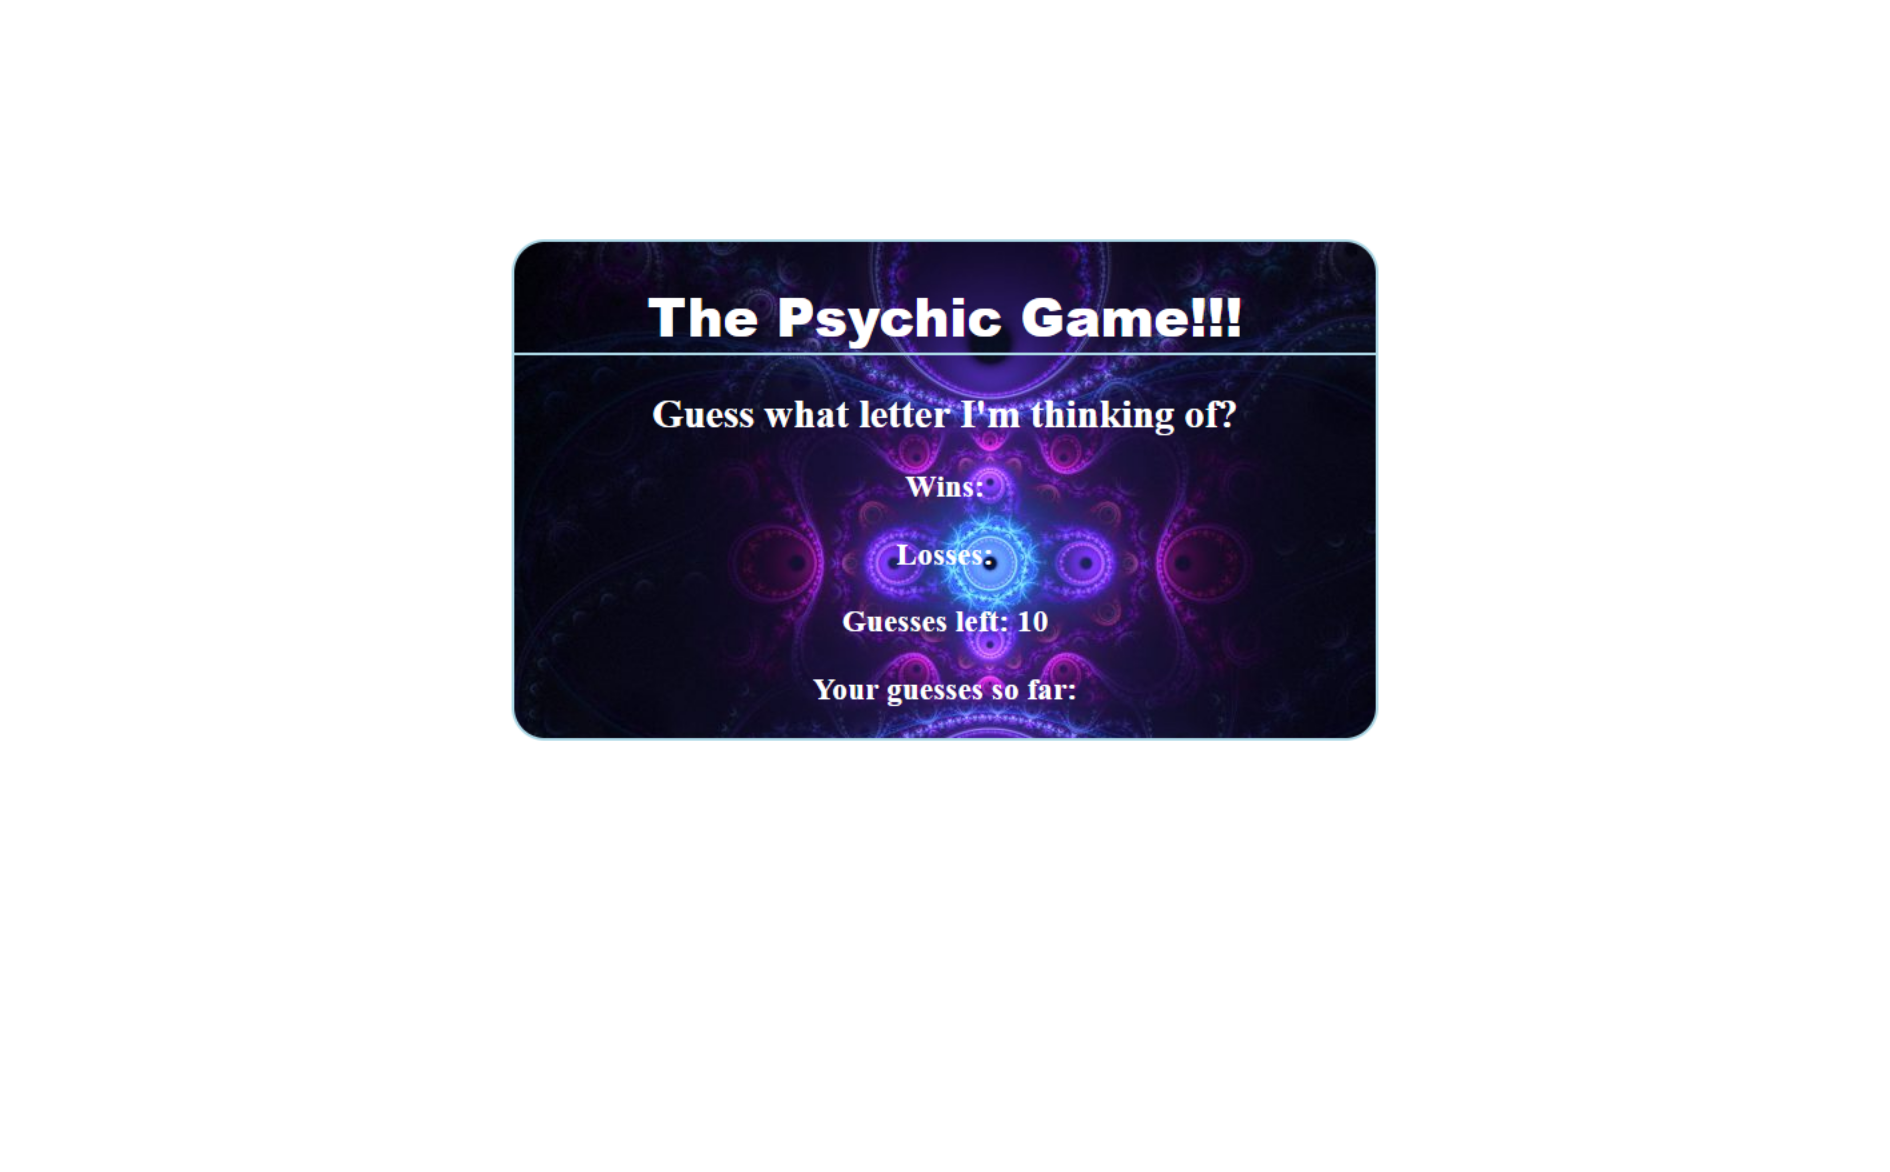 The Psychic Game!!!
Guess what letter I'm thinking of?
Wins:
Losses:
Guesses left: 10
Your guesses so far: